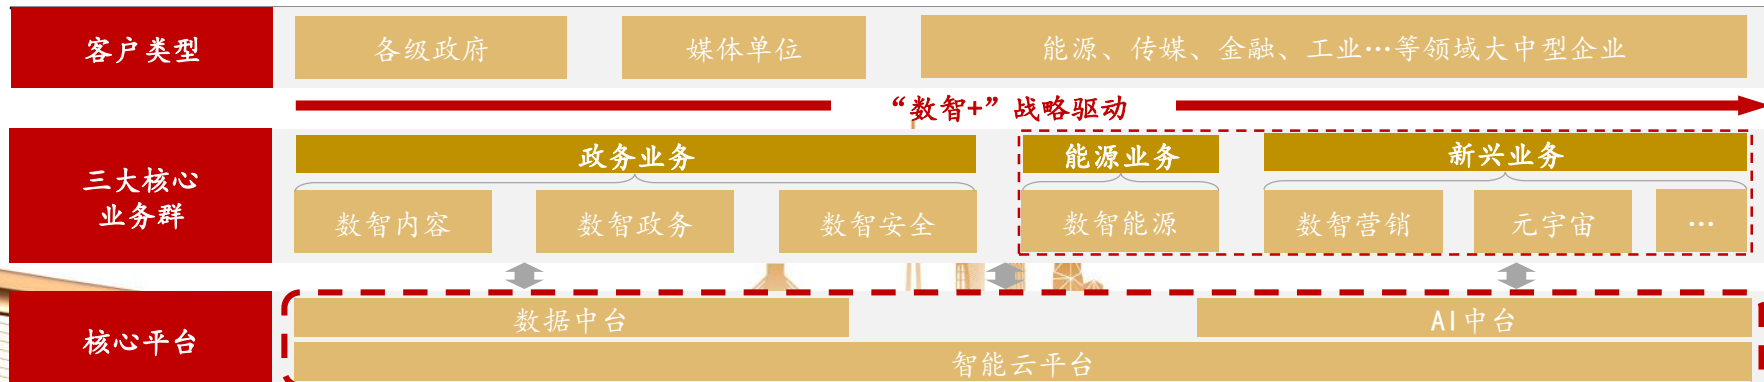 客户类型
各级政府
媒体单位
能源、传媒、金融、工业…等领域大中型企业
“数智+”战略驱动
三大核心
业务群
政务业务
能源业务
新兴业务
数智内容
数智政务
数智安全
数智能源
数智营销
元宇宙
…
核心平台
数据中台
AI中台
智能云平台